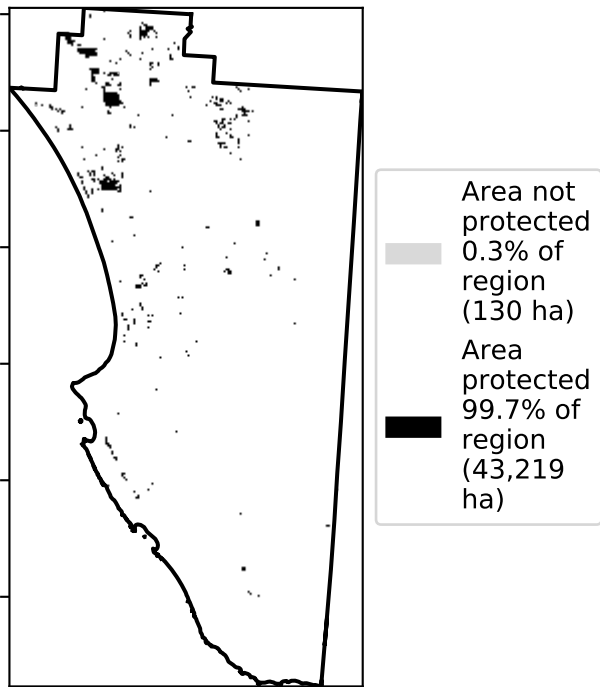 Area not
protected
0.3% of
region
(130 ha)
Area
protected
99.7% of
region
(43,219
ha)